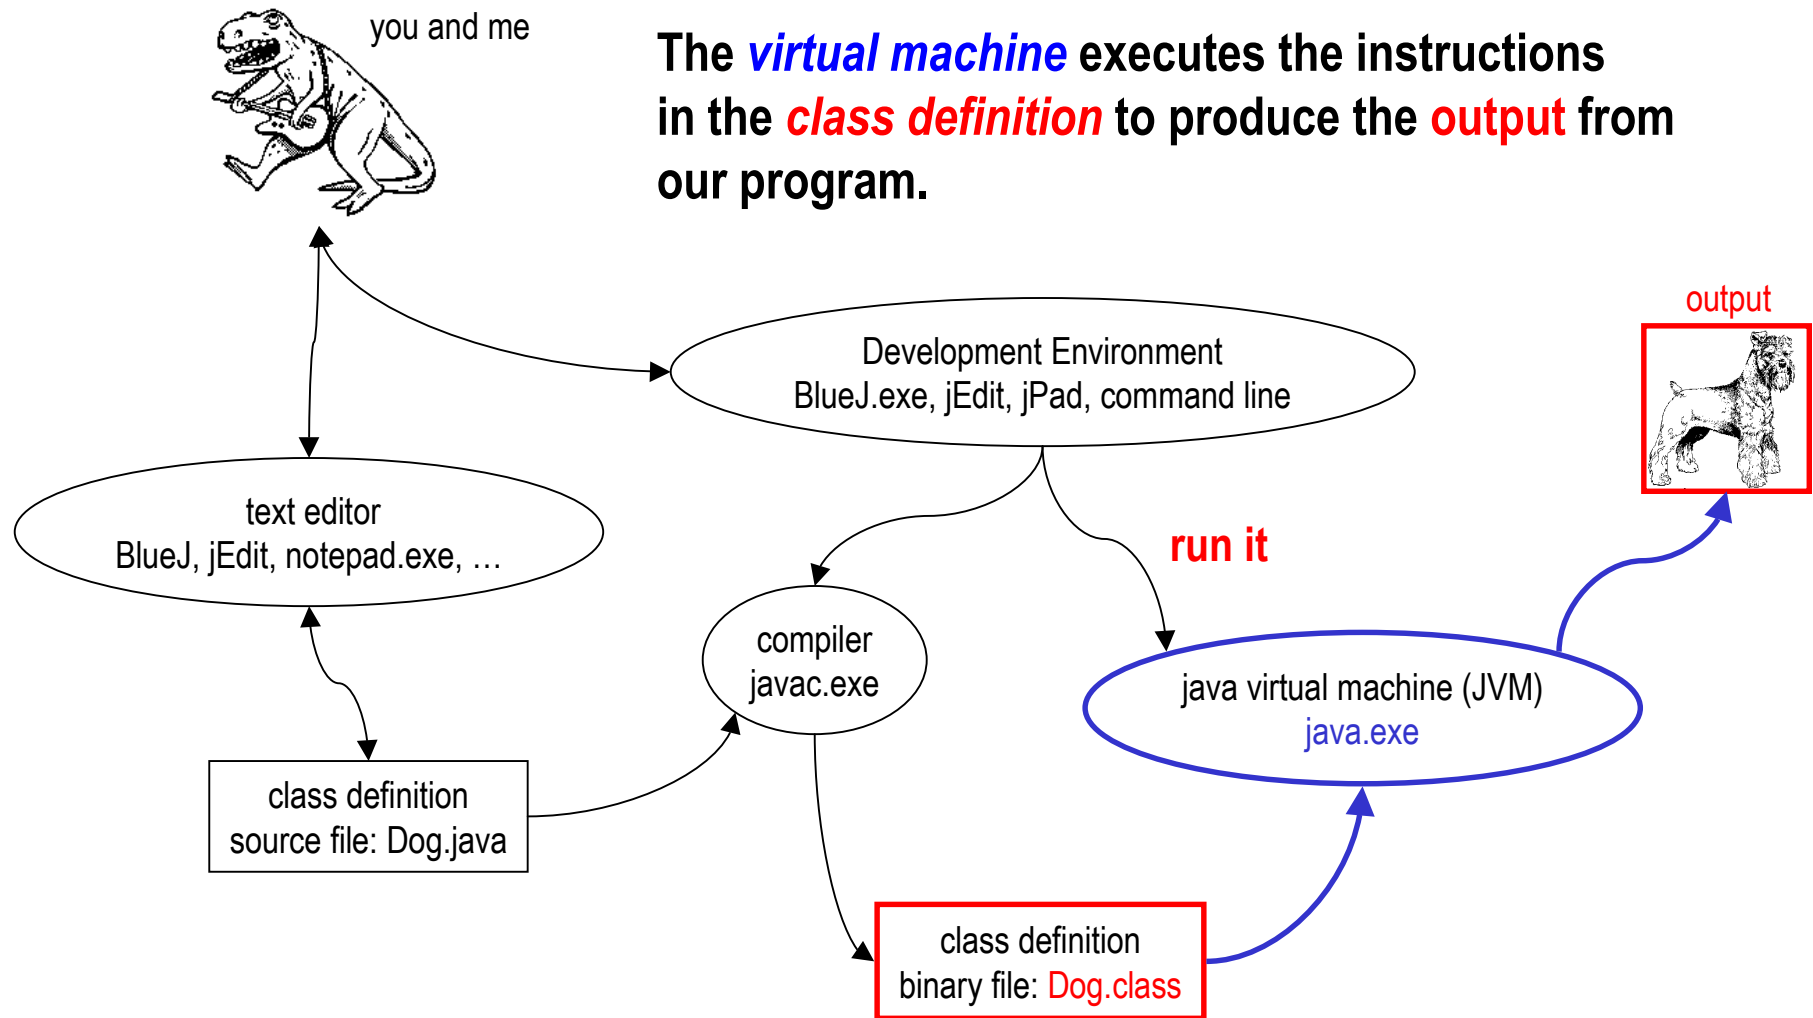 you and me
The virtual machine executes the instructions
in the class definition to produce the output from
our program.
output
Development Environment
BlueJ.exe, jEdit, jPad, command line
text editor
BlueJ, jEdit, notepad.exe, …
run it
compiler
javac.exe
java virtual machine (JVM)
java.exe
class definition
source file: Dog.java
class definition
binary file: Dog.class